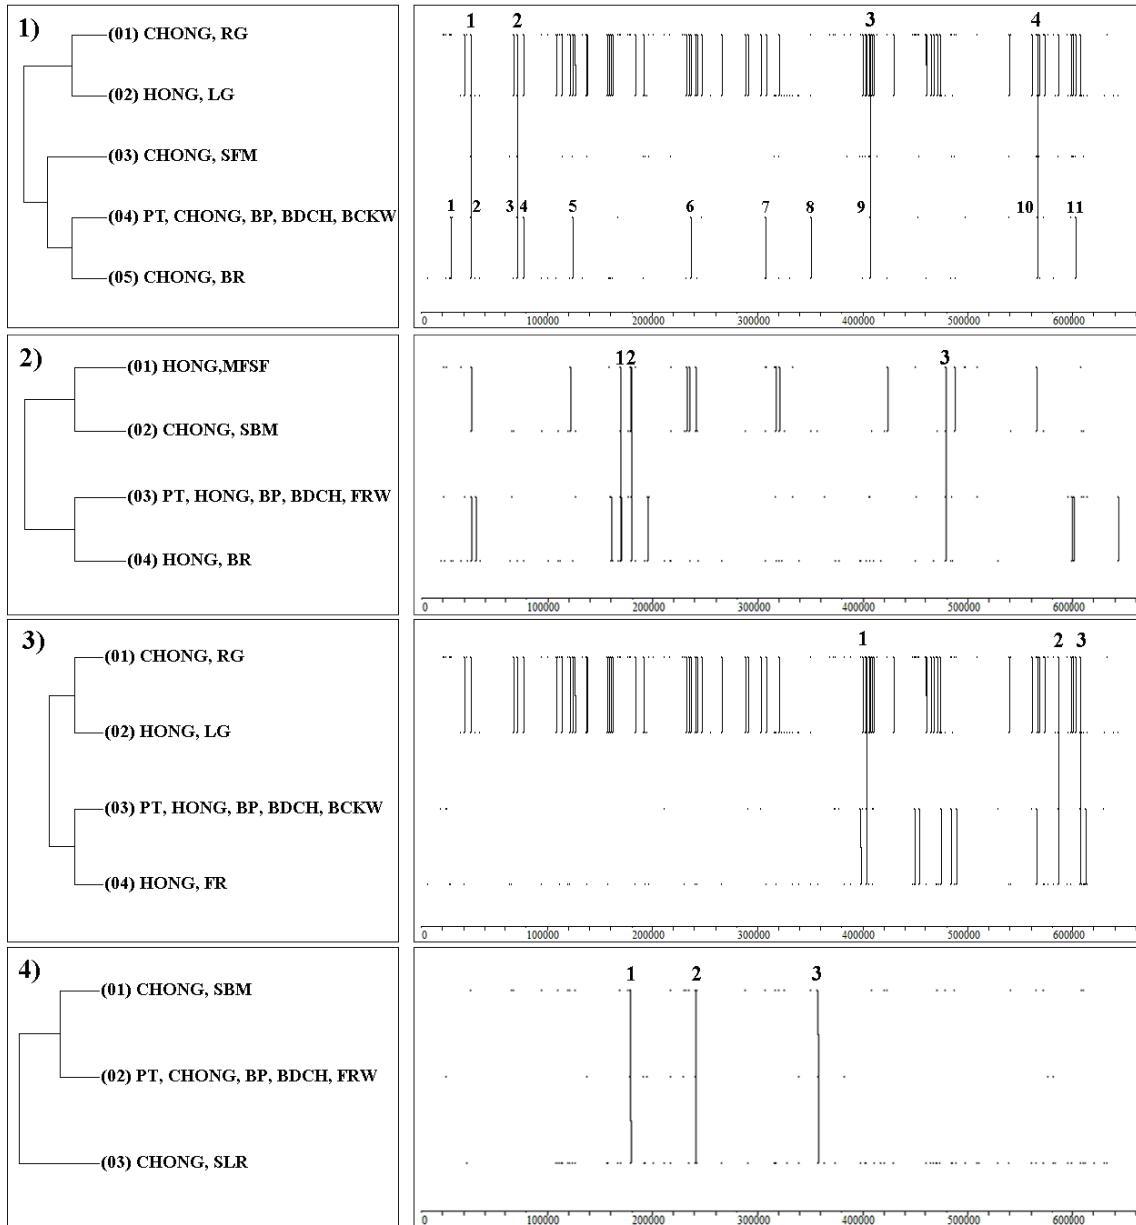 1)
(01) CHONG, RG
(02) HONG, LG
(03) CHONG, SFM
(04) PT, CHONG, BP, BDCH, BCKW
(05) CHONG, BR
1 2 3 4
1 2 3 4 5 6 7 8 9 10 11
0 100000 200000 300000 400000 500000 600000
2)
(01) HONG,MFSF
(02) CHONG, SBM
(03) PT, HONG, BP, BDCH, FRW
(04) HONG, BR
12 3
0 100000 200000 300000 400000 500000 600000
3)
(01) CHONG, RG
(02) HONG, LG
(03) PT, HONG, BP, BDCH, BCKW
(04) HONG, FR
1 2 3
0 100000 200000 300000 400000 500000 600000
4)
(01) CHONG, SBM
(02) PT, CHONG, BP, BDCH, FRW
(03) CHONG, SLR
1 2 3
0 100000 200000 300000 400000 500000 600000